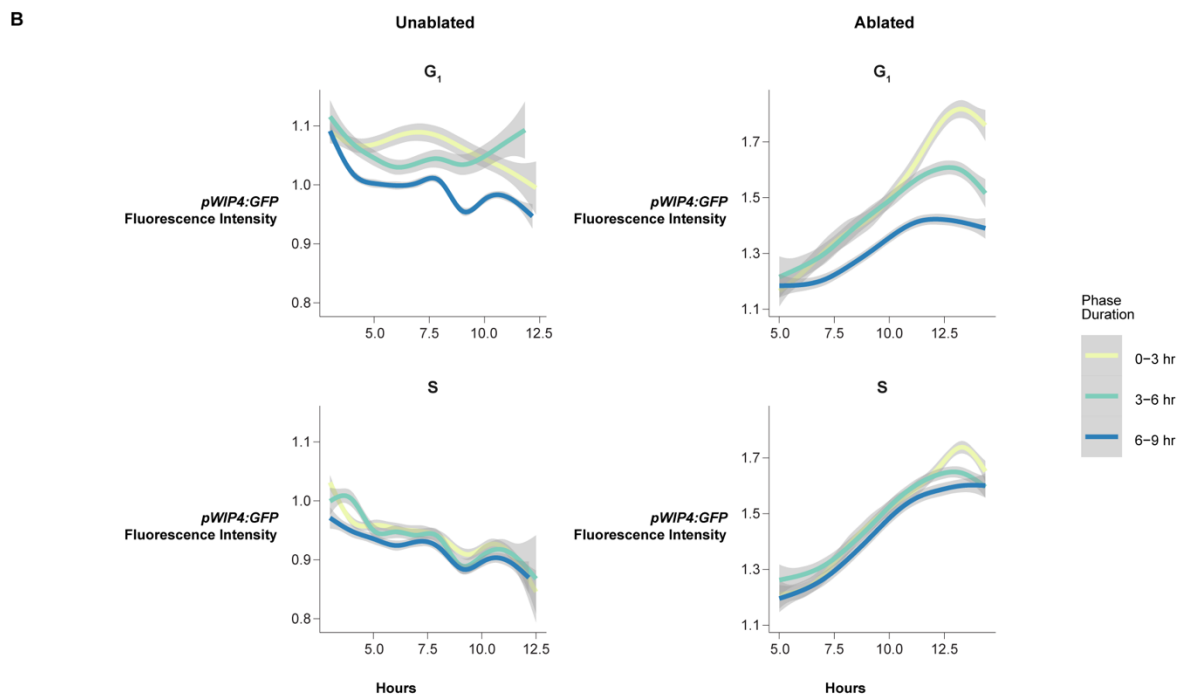 B
Unablated
Ablated
G1
G1
1.1
1.0
0.9
0.8
pWIP4:GFP
Fluorescence Intensity
5.0 7.5 10.0 12.5
1.7
1.5
1.3
1.1
pWIP4:GFP
Fluorescence Intensity
5.0 7.5 10.0 12.5
Phase
Duration
0−3 hr
3−6 hr
6−9 hr
S
S
1.1
1.0
0.9
0.8
pWIP4:GFP
Fluorescence Intensity
5.0 7.5 10.0 12.5
1.7
1.5
1.3
1.1
pWIP4:GFP
Fluorescence Intensity
5.0 7.5 10.0 12.5
Hours
Hours